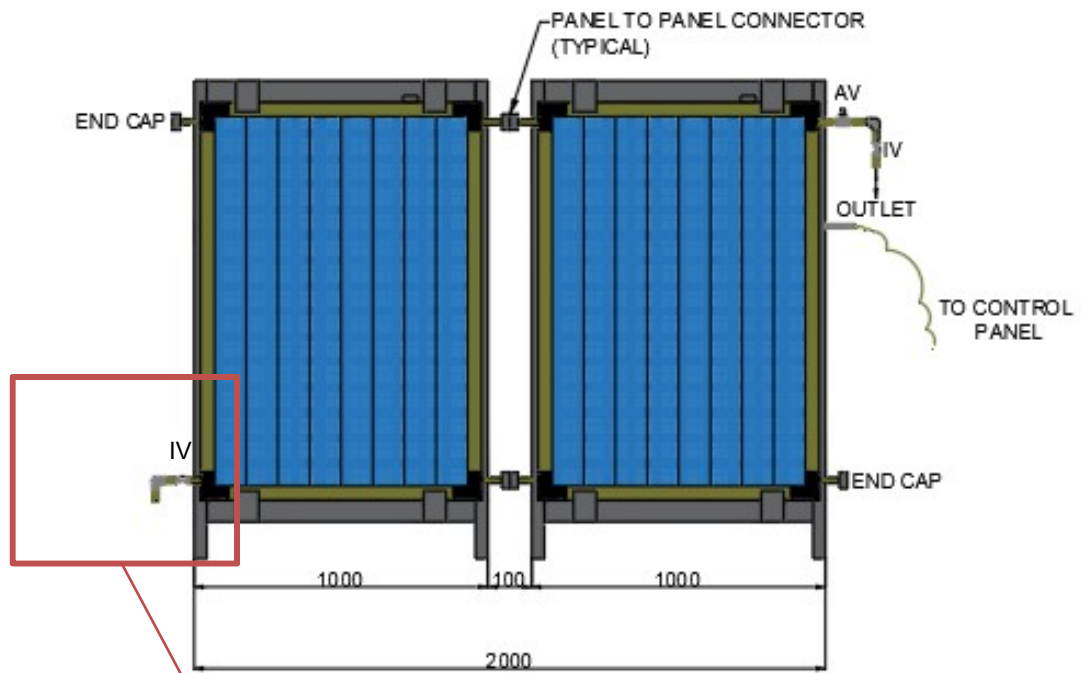 PANEL TO PANEL CONNECTOR
(TYPICAL)
END CAP
AV
IV
OUTLET
TO CONTROL
PANEL
IV
END CAP
1000
100
1000
2000